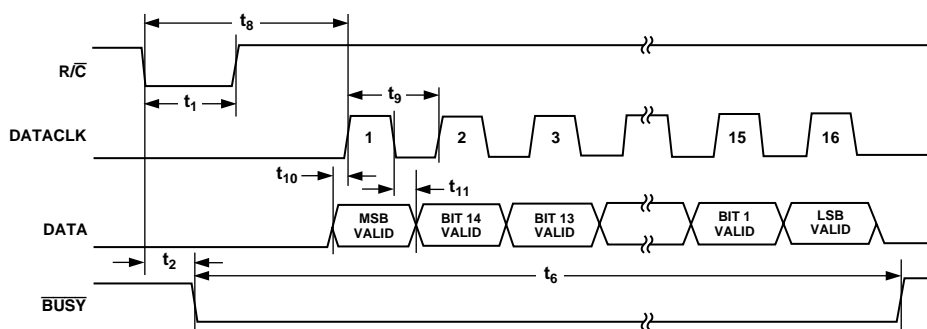 t8
R/C̅
t1
t9
DATACLK
1
2
3
15
16
t10
t11
DATA
MSB
VALID
BIT 14
VALID
BIT 13
VALID
BIT 1
VALID
LSB
VALID
t2
t6
B̅U̅S̅Y̅